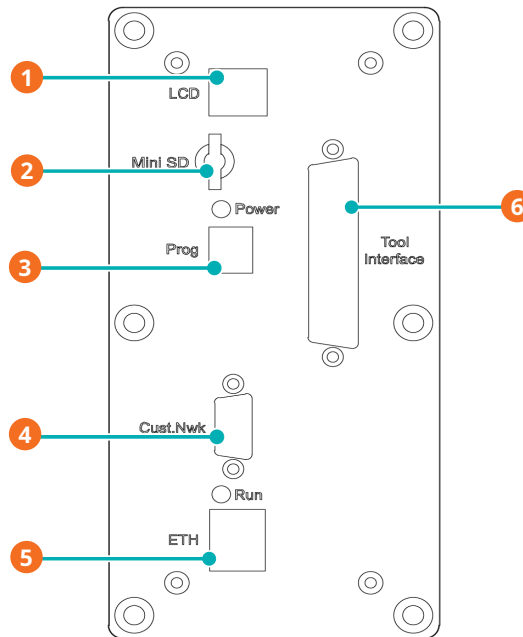 1
LCD
2
Mini SD
Power
6
Prog
Tool
Interface
3
4
Cust.Nwk
Run
ETH
5